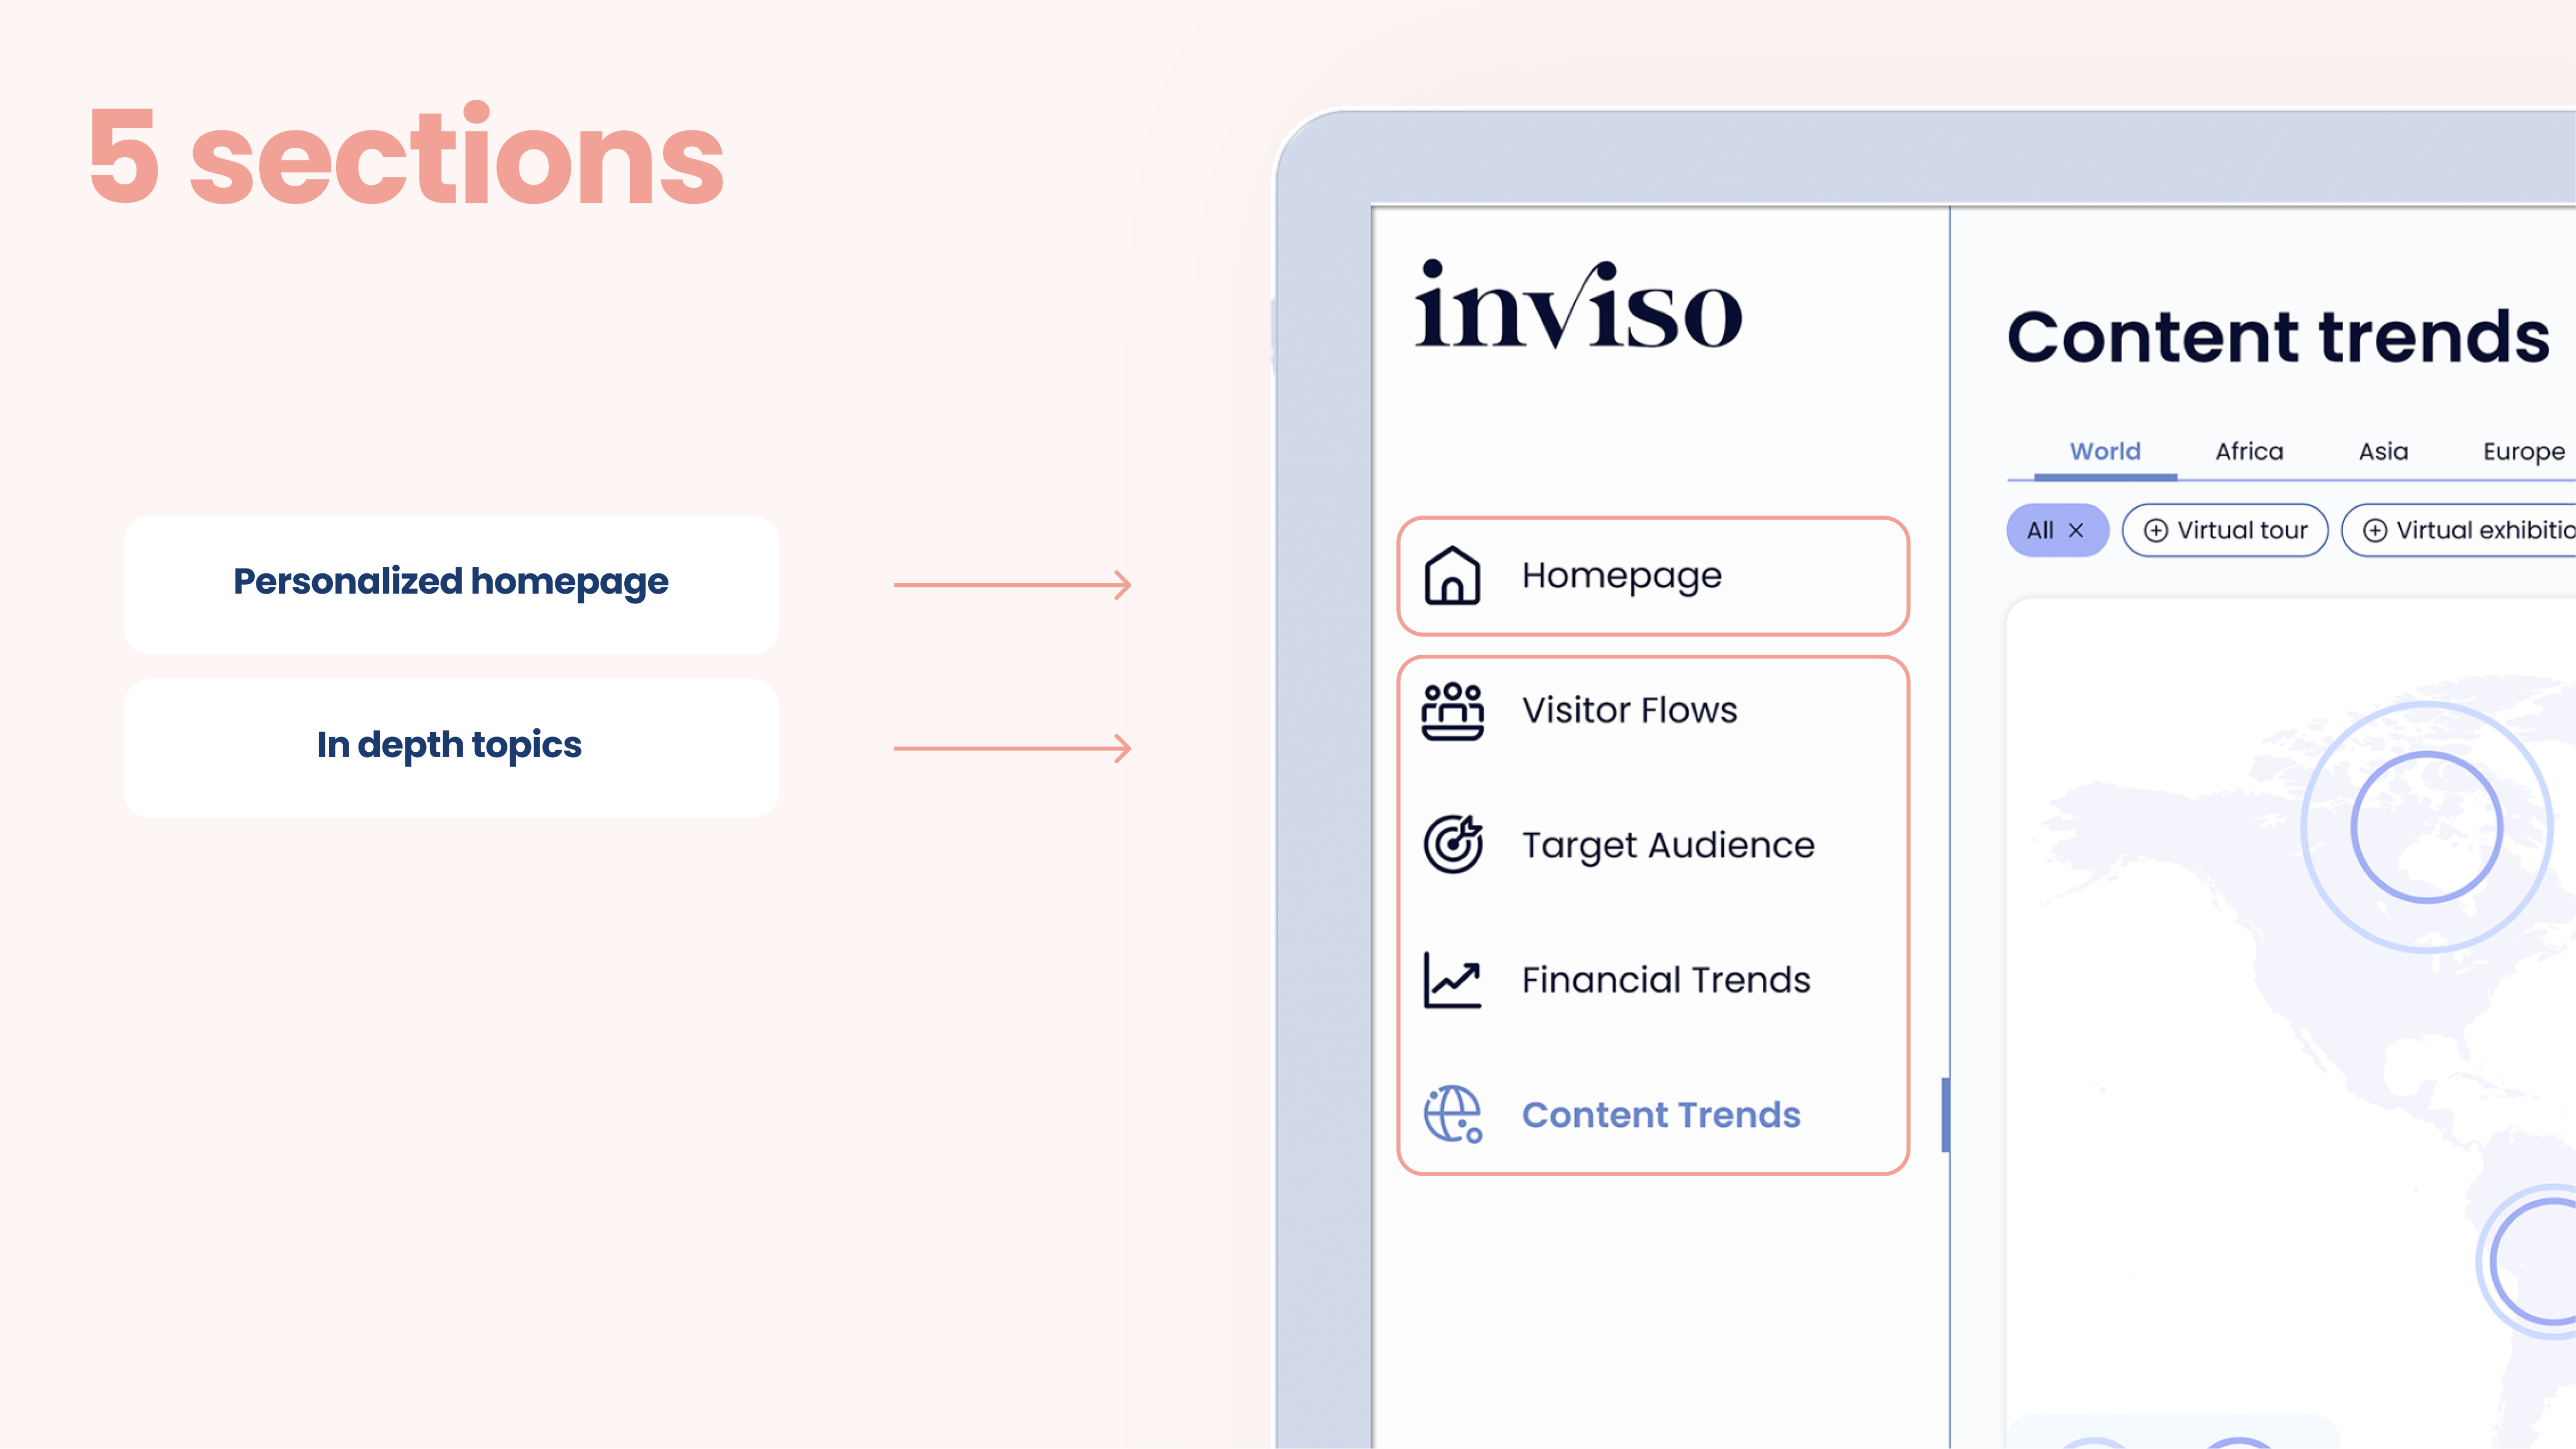 5 sections
Personalized homepage
In depth topics
inviso
Homepage
Visitor Flows
Target Audience
Financial Trends
Content Trends
Content trends
World Africa Asia Europe
All Virtual tour Virtual exhibitio